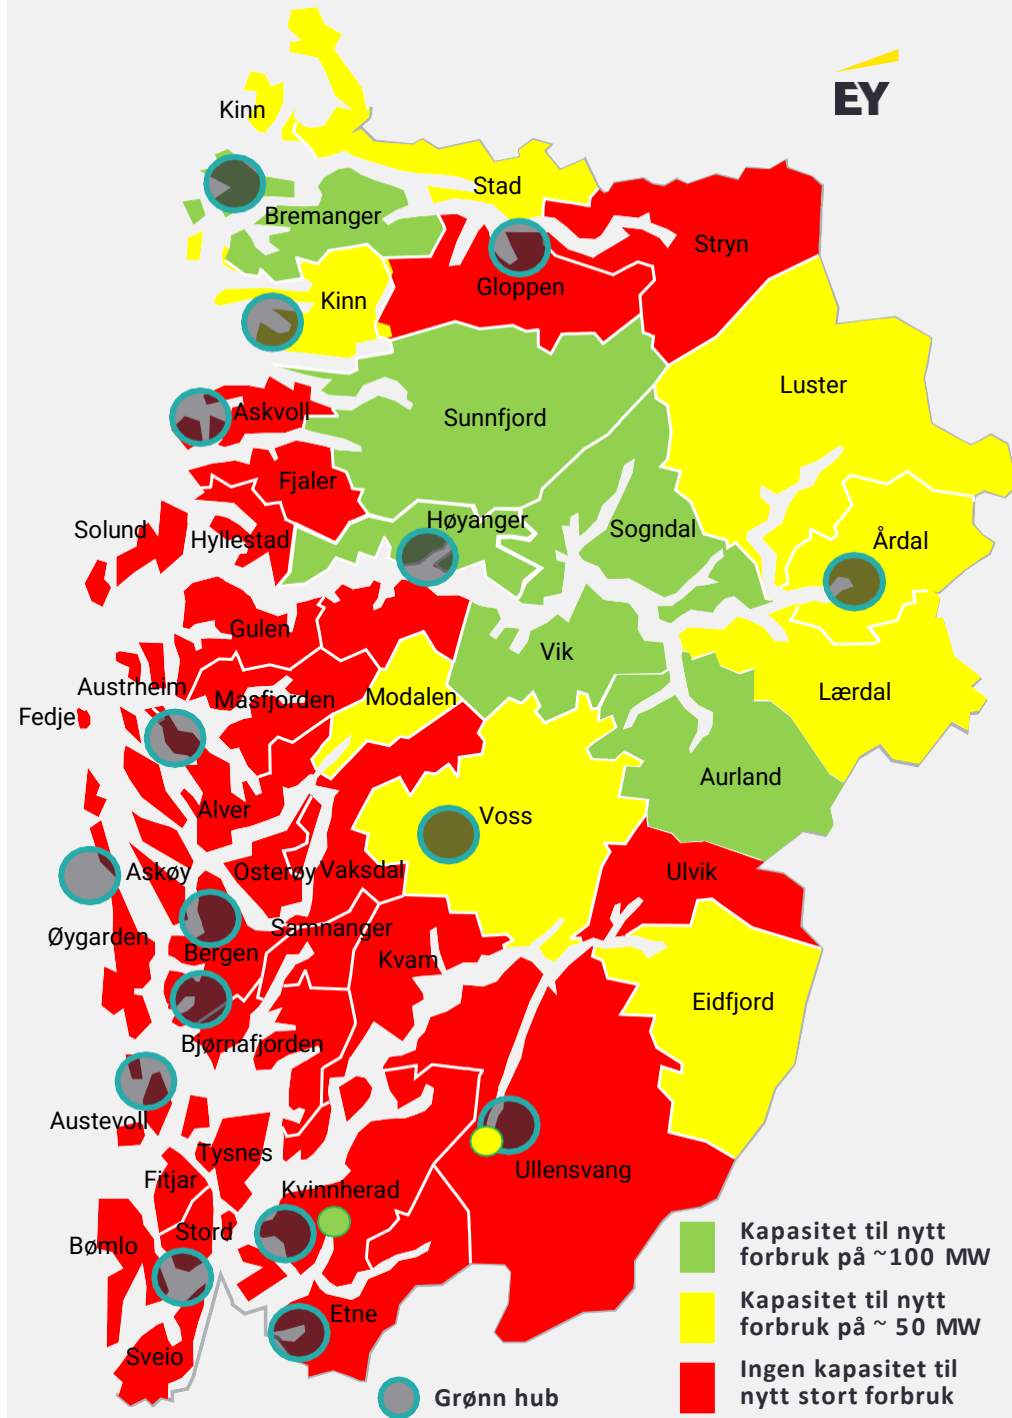 EY
Kinn
Stad
Bremanger
Stryn
Gloppen
Kinn
Luster
Askvoll
Sunnfjord
Fjaler
Høyanger
Solund
Hyllestad
Sogndal
Årdal
Gulen
Vik
Austrheim
Masfjorden
Modalen
Lærdal
Fedje
Aurland
Alver
Voss
Askøy
Osterøy
Vaksdal
Ulvik
Samnanger
Øygarden
Bergen
Kvam
Eidfjord
Bjørnafjorden
Austevoll
Tysnes
Ullensvang
Fitjar
Kvinnherad
Stord
Bømlo
Etne
Sveio
Kapasitet til nytt
forbruk på ~100 MW
Kapasitet til nytt
forbruk på ~ 50 MW
Ingen kapasitet til
nytt stort forbruk
Grønn hub